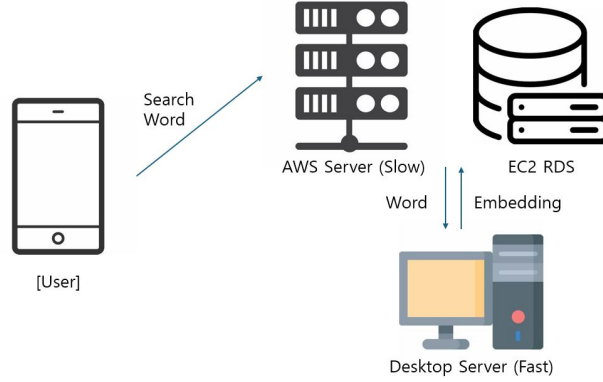 Search
Word
AWS Server (Slow)
EC2 RDS
Word
Embedding
[User]
Desktop Server (Fast)